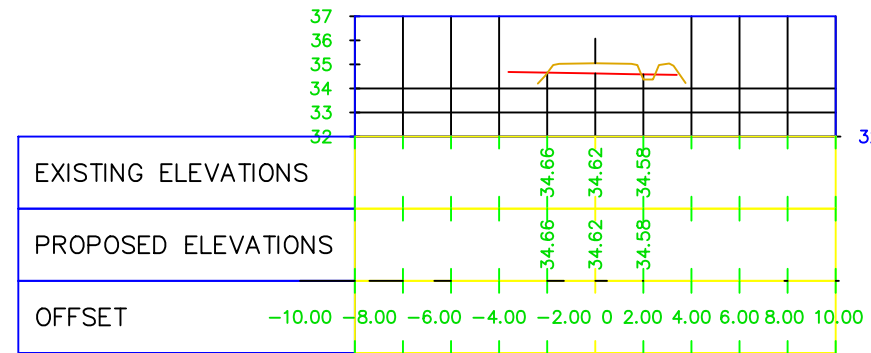 37
36
35
34
33
32
EXISTING ELEVATIONS 34.66 34.62 34.58
PROPOSED ELEVATIONS 34.66 34.62 34.58
OFFSET -10.00 -8.00 -6.00 -4.00 -2.00 0 2.00 4.00 6.00 8.00 10.00